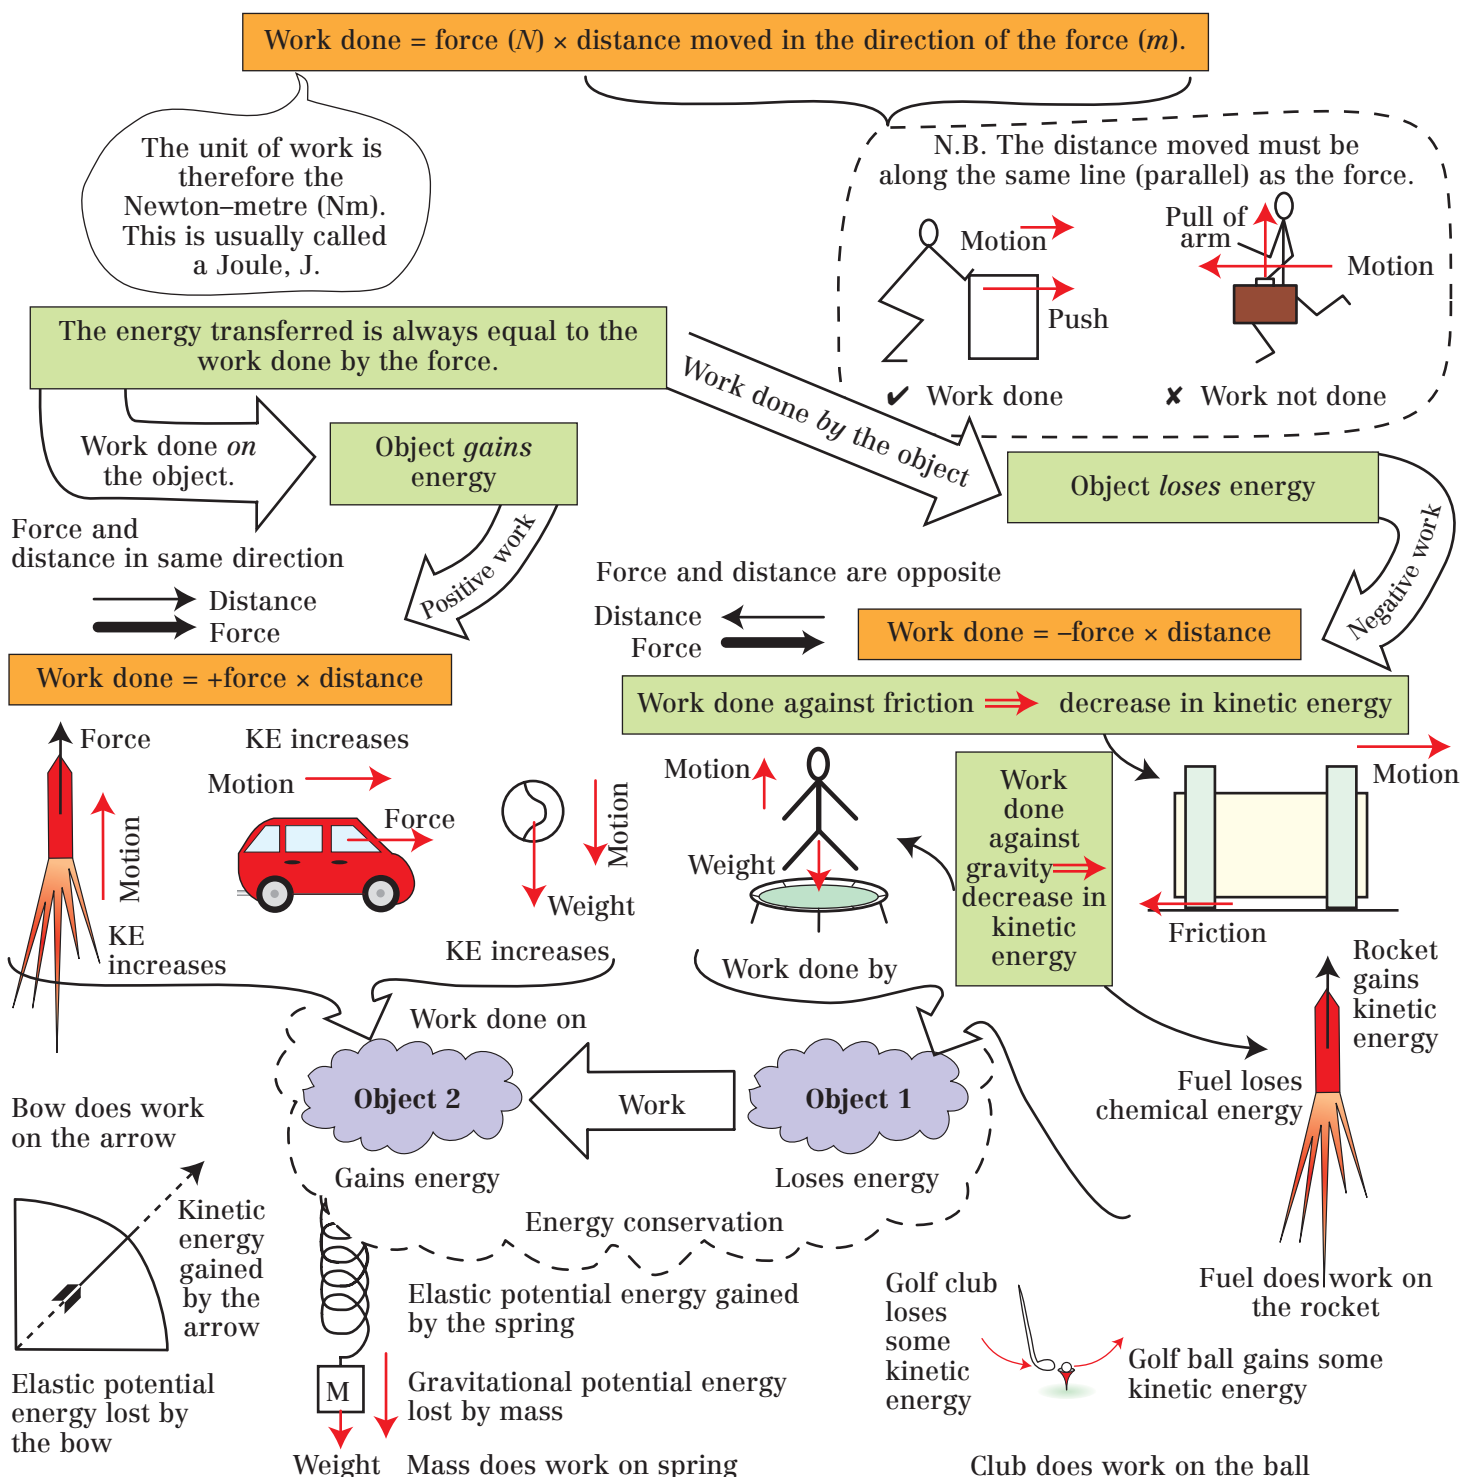 Work done = force (N) × distance moved in the direction of the force (m).
The unit of work is
therefore the
Newton–metre (Nm).
This is usually called
a Joule, J.
N.B. The distance moved must be
along the same line (parallel) as the force.
Motion
Push
✔ Work done
Pull of
arm
Motion
✘ Work not done
The energy transferred is always equal to the
work done by the force.
Work done on
the object.
Object gains
energy
Work done by the object
Object loses energy
Force and
distance in same direction
Distance
Force
Positive work
Work done = +force × distance
Force and distance are opposite
Distance
Force
Work done = –force × distance
Negative work
Work done against friction ⇒ decrease in kinetic energy
Force
Motion
KE
increases
KE increases
Motion
Force
Motion
Weight
KE increases
Motion
Weight
Work
done
against
gravity ⇒
decrease in
kinetic
energy
Motion
Friction
Work done on
Work done by
Object 2
Work
Object 1
Gains energy
Loses energy
Energy conservation
Rocket
gains
kinetic
energy
Fuel loses
chemical energy
Fuel does work on
the rocket
Bow does work
on the arrow
Kinetic
energy
gained
by the
arrow
Elastic potential
energy lost by
the bow
Elastic potential energy gained
by the spring
M
Gravitational potential energy
lost by mass
Weight
Mass does work on spring
Golf club
loses
some
kinetic
energy
Golf ball gains some
kinetic energy
Club does work on the ball